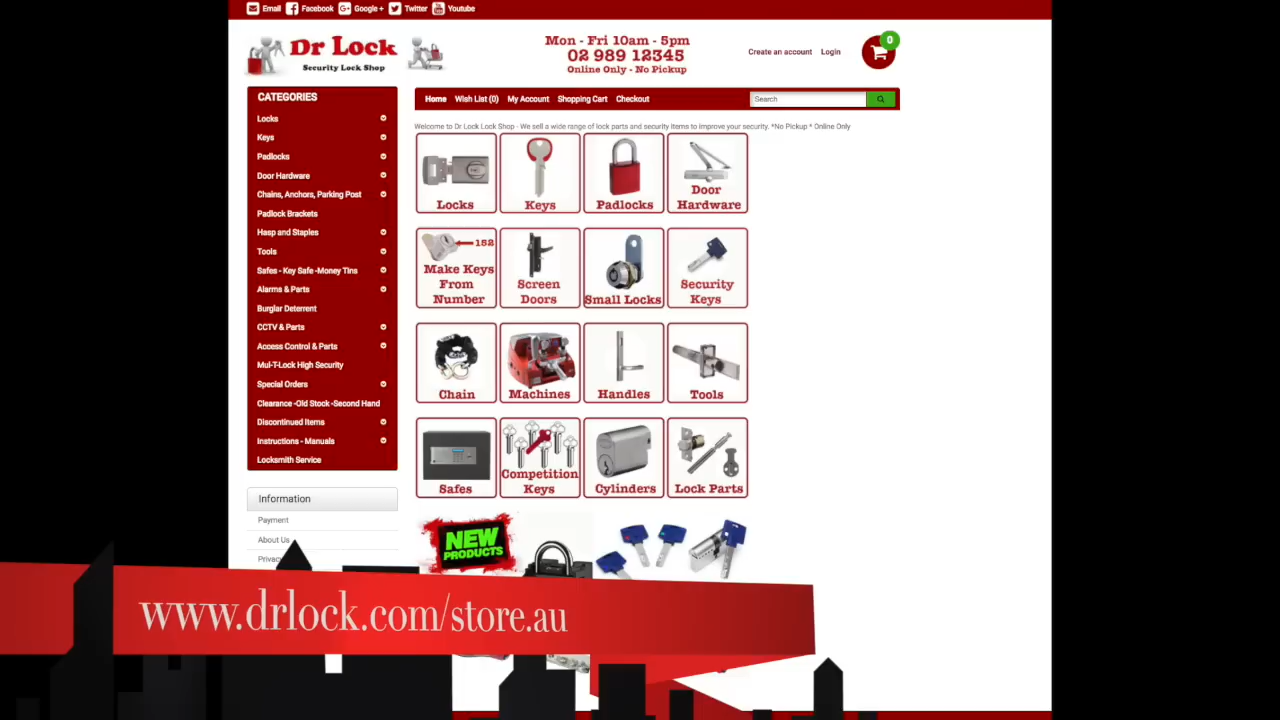 Email Facebook Google + Twitter Youtube
Dr Lock
Security Lock Shop
Mon - Fri 10am - 5pm
02 989 12345
Online Only - No Pickup
Create an account Login
0
CATEGORIES
Locks
Keys
Padlocks
Door Hardware
Chains, Anchors, Parking Post
Padlock Brackets
Hasp and Staples
Tools
Safes - Key Safe -Money Tins
Alarms & Parts
Burglar Deterrent
CCTV & Parts
Access Control & Parts
Mul-T-Lock High Security
Special Orders
Clearance -Old Stock -Second Hand
Discontinued Items
Instructions - Manuals
Locksmith Service
Information
Payment
About Us
Privac
Home Wish List (0) My Account Shopping Cart Checkout
Search
Welcome to Dr Lock Lock Shop - We sell a wide range of lock parts and security items to improve your security. *No Pickup * Online Only
Locks
Keys
Padlocks
Door
Hardware
152
Make Keys
From
Number
Screen
Doors
Small Locks
Security
Keys
Chain
Machines
Handles
Tools
Safes
Competition
Keys
Cylinders
Lock Parts
NEW
PRODUCTS
www.drlock.com/store.au